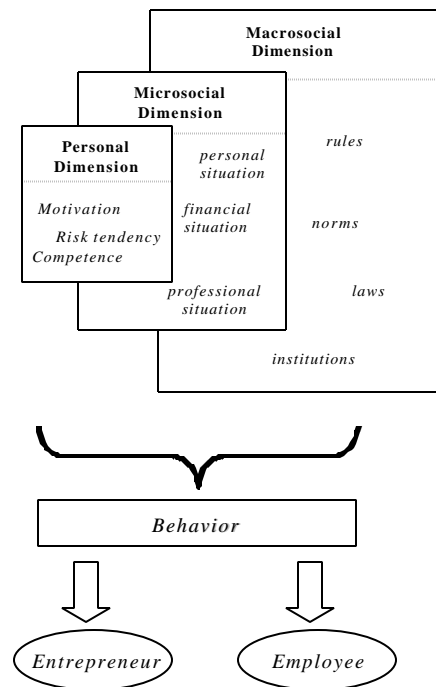 Macrosocial
Dimension
Microsocial
Dimension
Personal
Dimension
rules
personal
situation
Motivation
financial
situation
norms
Risk tendency
Competence
professional
situation
laws
institutions
Behavior
Entrepreneur
Employee